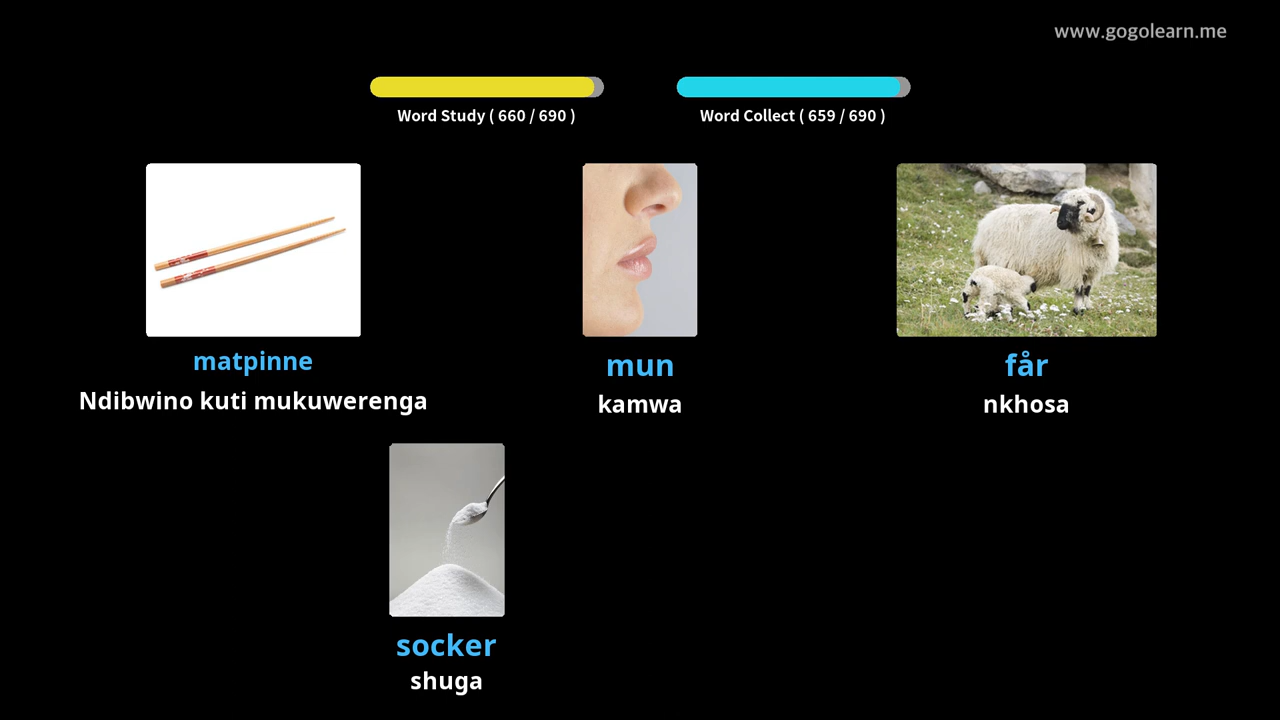 www.gogolearn.me
Word Study ( 660 / 690 )
Word Collect ( 659 / 690 )
matpinne
Ndibwino kuti mukuwerenga
mun
kamwa
får
nkhosa
socker
shuga